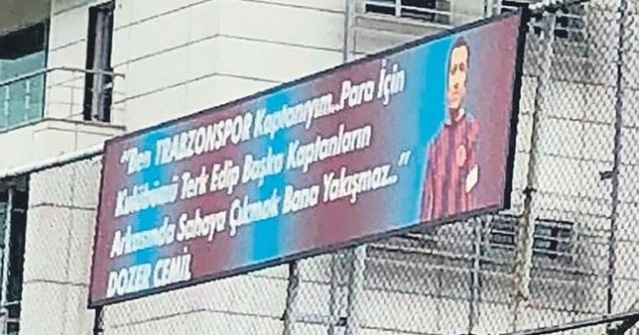 “Ben TRABZONSPOR Kaptanıyım..Para İçin
Kulübümü Terk Edip Başka Kaptanların
Arkasında Sahaya Çıkmak Bana Yakışmaz..”
DOZER CEMİL